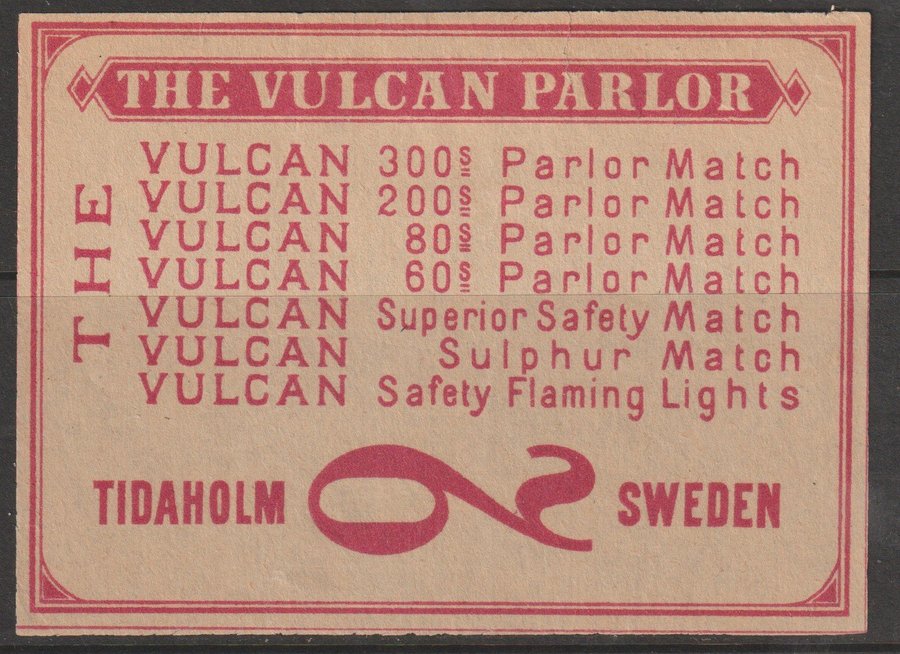 THE VULCAN PARLOR
THE
VULCAN 300s Parlor Match
VULCAN 200s Parlor Match
VULCAN 80s Parlor Match
VULCAN 60s Parlor Match
VULCAN Superior Safety Match
VULCAN Sulphur Match
VULCAN Safety Flaming Lights
TIDAHOLM SWEDEN